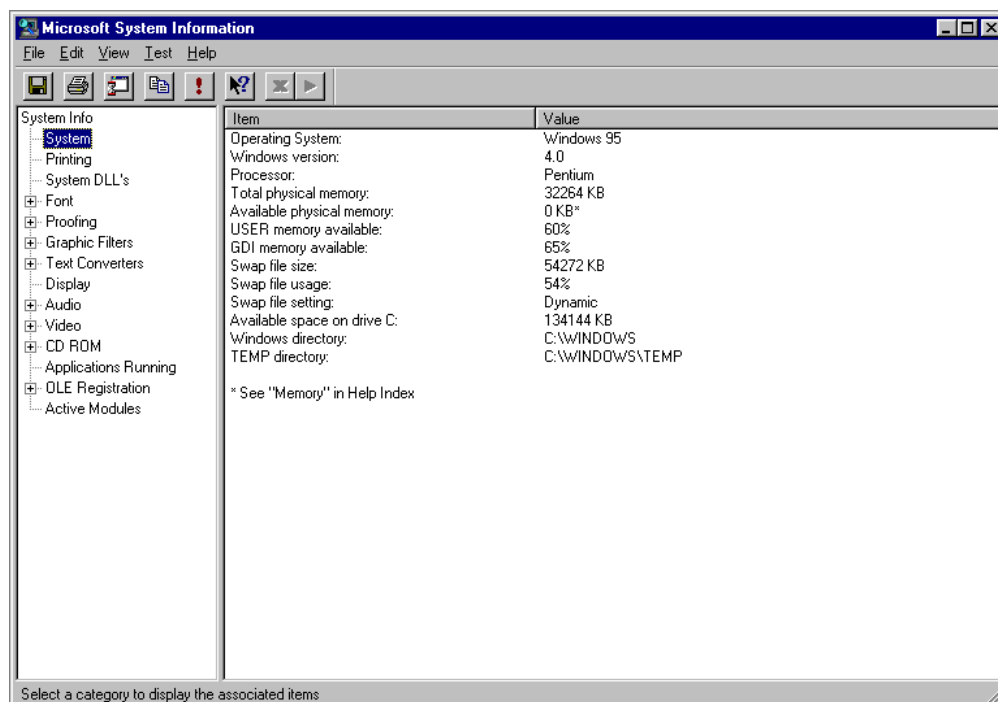 Microsoft System Information
File Edit View Test Help
System Info
System
Printing
System DLL's
Font
Proofing
Graphic Filters
Text Converters
Display
Audio
Video
CD ROM
Applications Running
OLE Registration
Active Modules
Item Value
Operating System: Windows 95
Windows version: 4.0
Processor: Pentium
Total physical memory: 32264 KB
Available physical memory: 0 KB*
USER memory available: 60%
GDI memory available: 65%
Swap file size: 54272 KB
Swap file usage: 54%
Swap file setting: Dynamic
Available space on drive C: 134144 KB
Windows directory: C:\WINDOWS
TEMP directory: C:\WINDOWS\TEMP
* See "Memory" in Help Index
Select a category to display the associated items